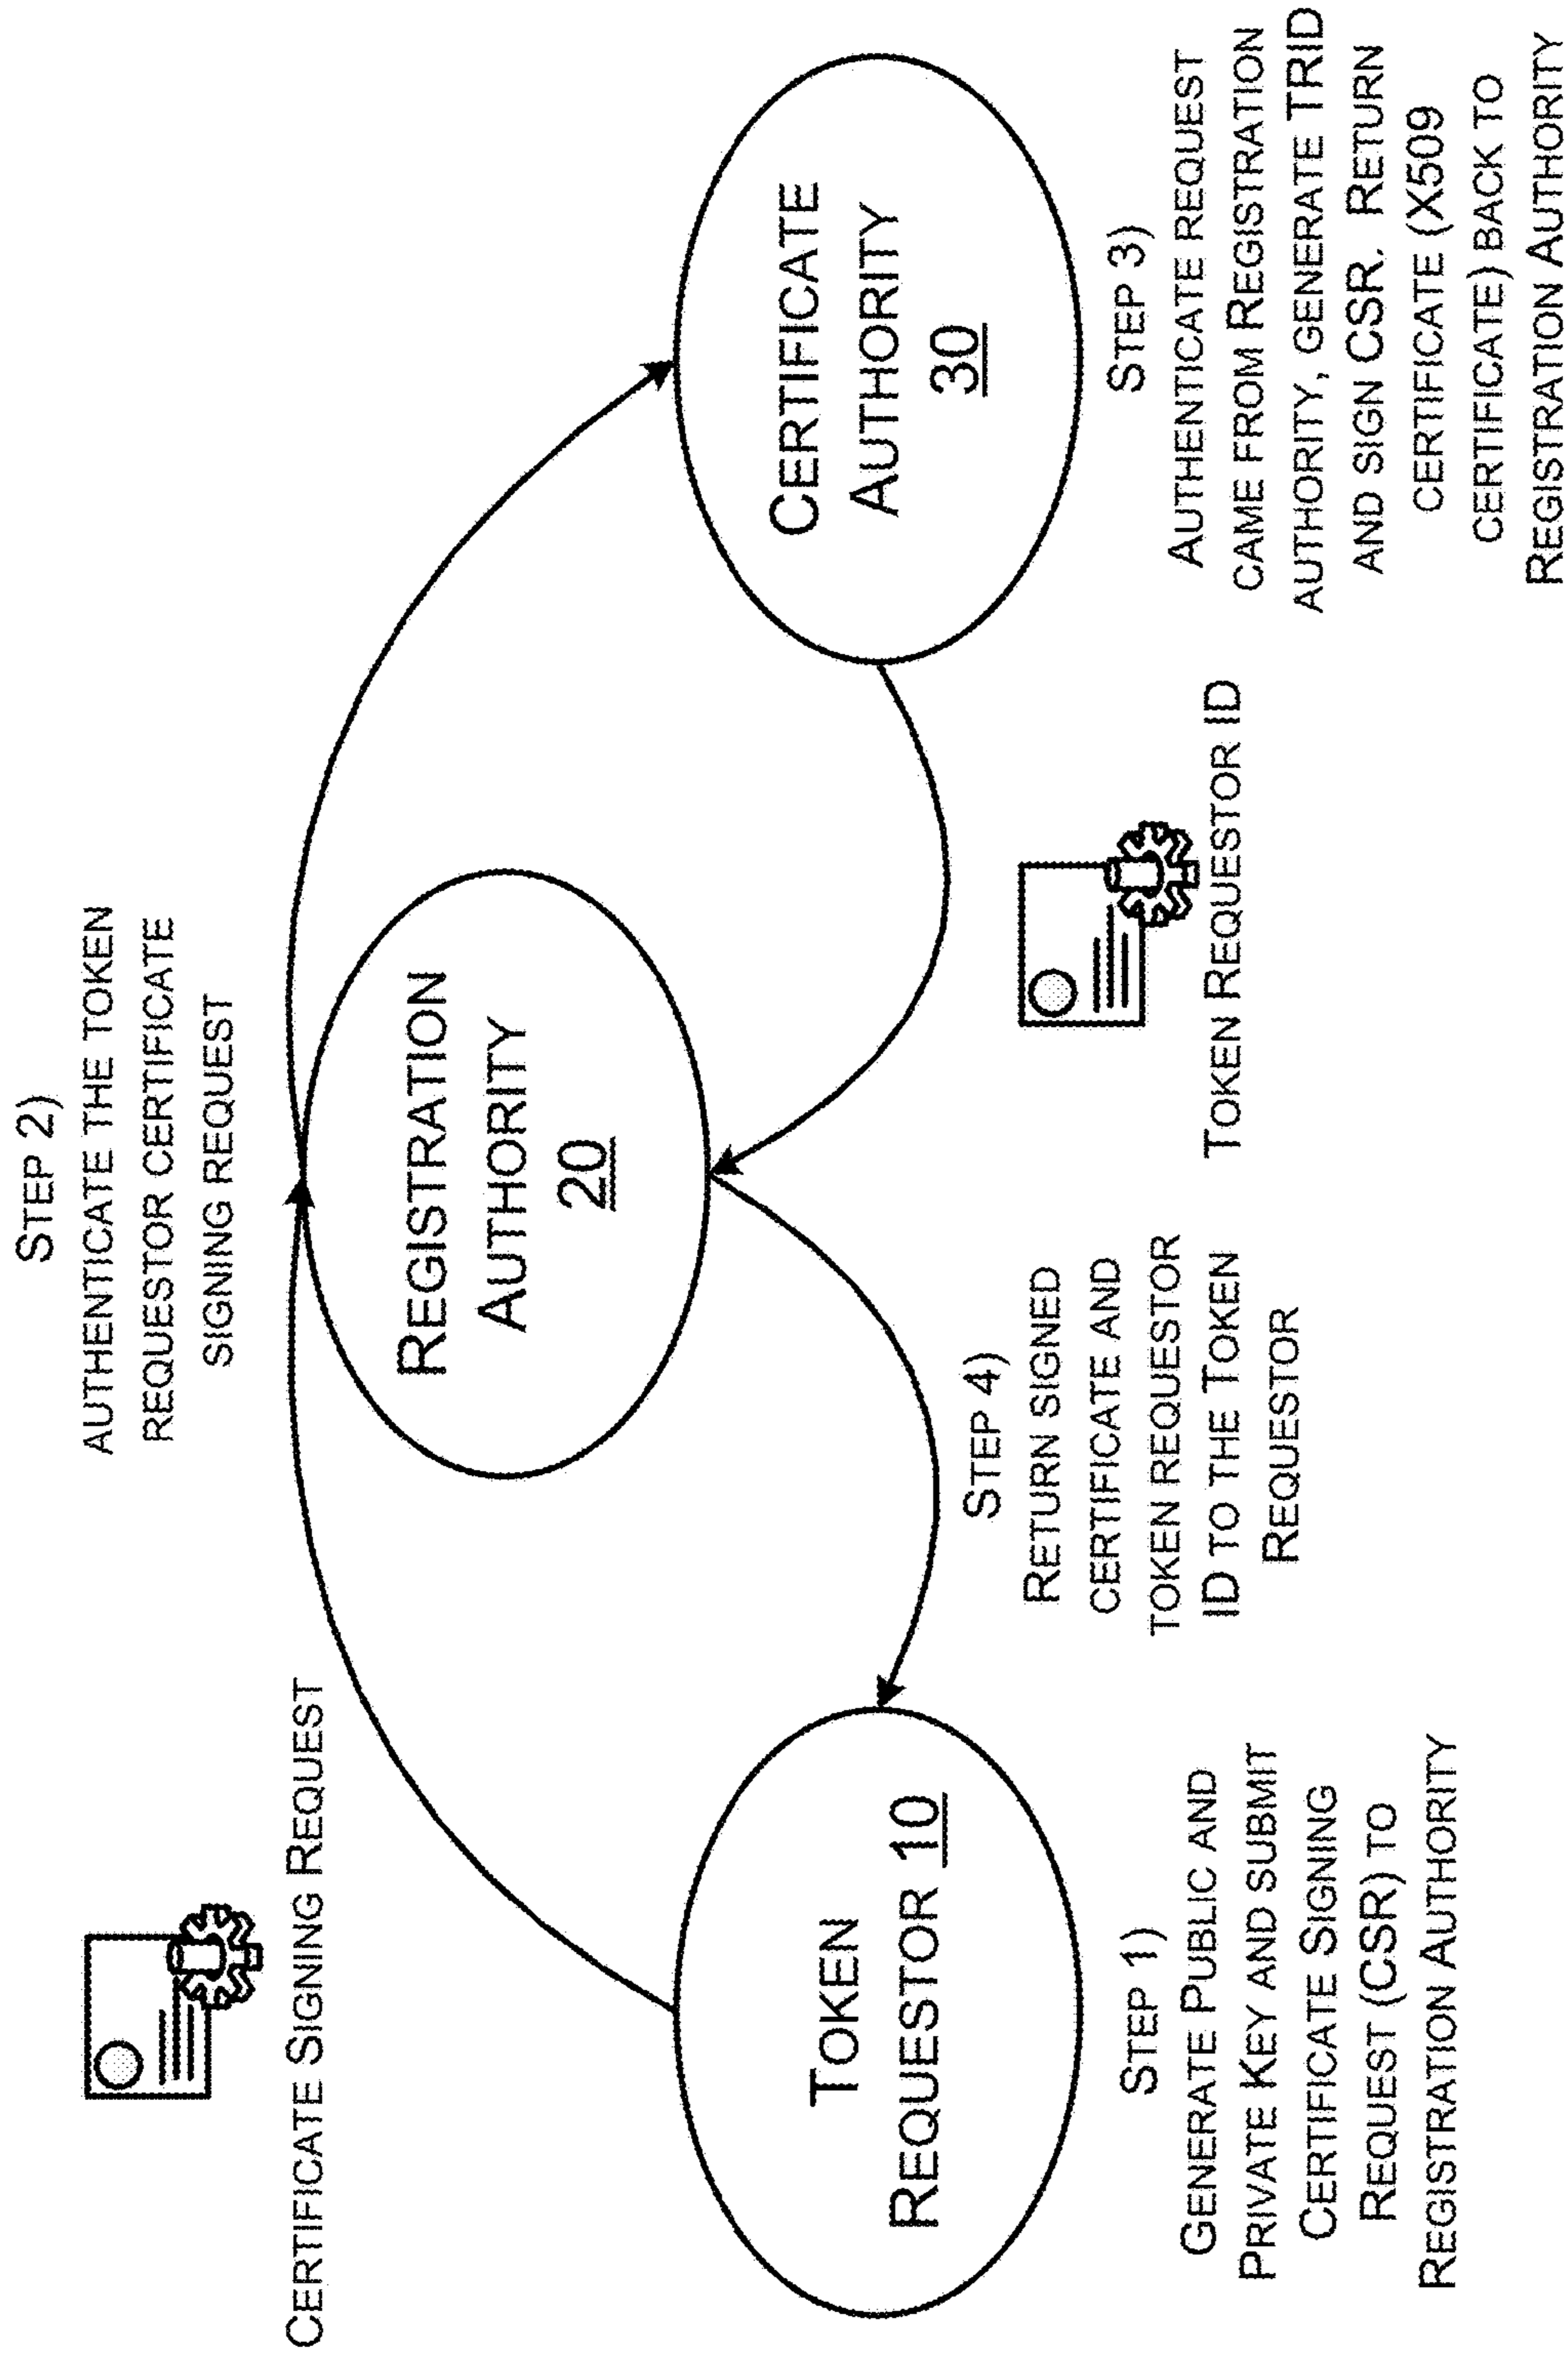 STEP 2)
AUTHENTICATE THE TOKEN
REQUESTOR CERTIFICATE
SIGNING REQUEST
CERTIFICATE SIGNING REQUEST
REGISTRATION
AUTHORITY
20
TOKEN
REQUESTOR 10
CERTIFICATE
AUTHORITY
30
STEP 1)
GENERATE PUBLIC AND
PRIVATE KEY AND SUBMIT
CERTIFICATE SIGNING
REQUEST (CSR) TO
REGISTRATION AUTHORITY
STEP 4)
RETURN SIGNED
CERTIFICATE AND
TOKEN REQUESTOR
ID TO THE TOKEN
REQUESTOR
TOKEN REQUESTOR ID
STEP 3)
AUTHENTICATE REQUEST
CAME FROM REGISTRATION
AUTHORITY, GENERATE TRID
AND SIGN CSR. RETURN
CERTIFICATE (X509
CERTIFICATE) BACK TO
REGISTRATION AUTHORITY